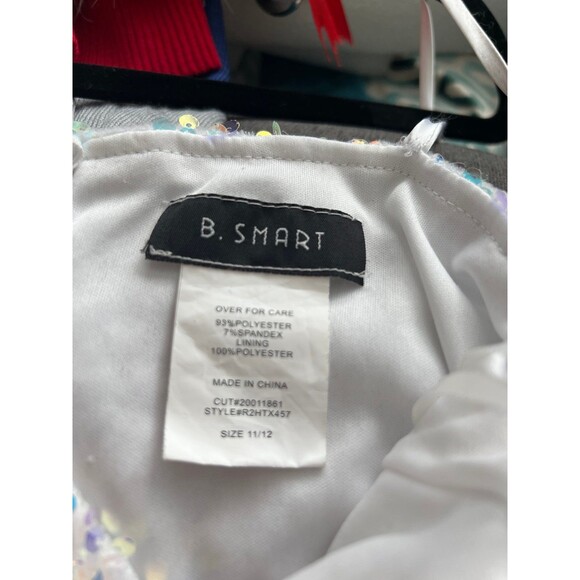 B. SMART
OVER FOR CARE
93%POLYESTER
7%SPANDEX
LINING
100%POLYESTER
MADE IN CHINA
CUT#20011861
STYLE#R2HTX457
SIZE 11/12